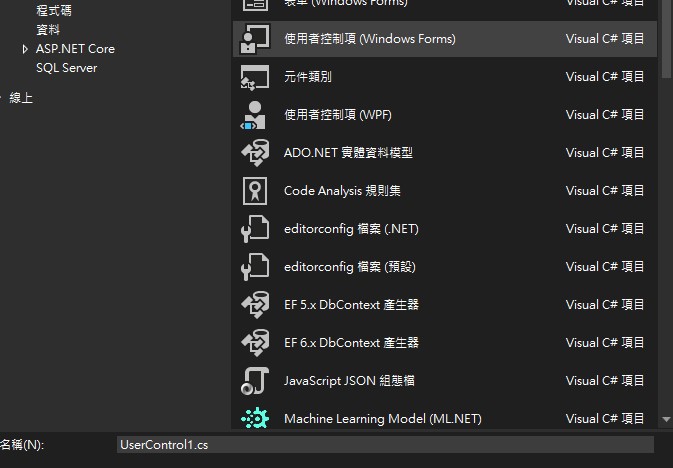 程式碼
資料
ASP.NET Core
SQL Server
線上
表單 (Windows Forms) Visual C# 項目
使用者控制項 (Windows Forms) Visual C# 項目
元件類別 Visual C# 項目
使用者控制項 (WPF) Visual C# 項目
ADO.NET 實體資料模型 Visual C# 項目
Code Analysis 規則集 Visual C# 項目
editorconfig 檔案 (.NET) Visual C# 項目
editorconfig 檔案 (預設) Visual C# 項目
EF 5.x DbContext 產生器 Visual C# 項目
EF 6.x DbContext 產生器 Visual C# 項目
JavaScript JSON 組態檔 Visual C# 項目
Machine Learning Model (ML.NET) Visual C# 項目
名稱(N): UserControl1.cs